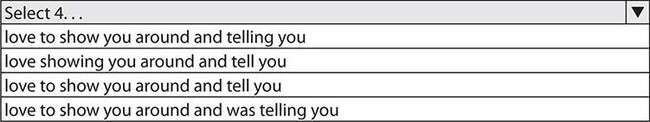 Select 4. . .
love to show you around and telling you
love showing you around and tell you
love to show you around and tell you
love to show you around and was telling you